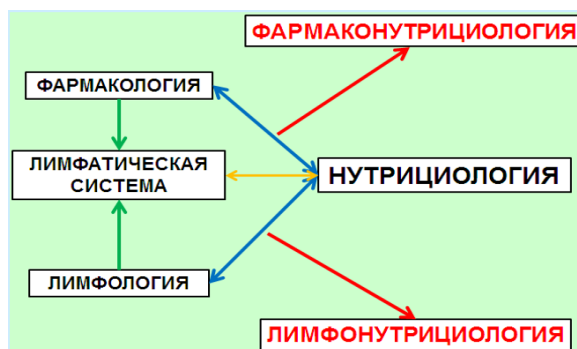 ФАРМАКОНУТРИЦИОЛОГИЯ
ФАРМАКОЛОГИЯ
ЛИМФАТИЧЕСКАЯ
СИСТЕМА
НУТРИЦИОЛОГИЯ
ЛИМФОЛОГИЯ
ЛИМФОНУТРИЦИОЛОГИЯ